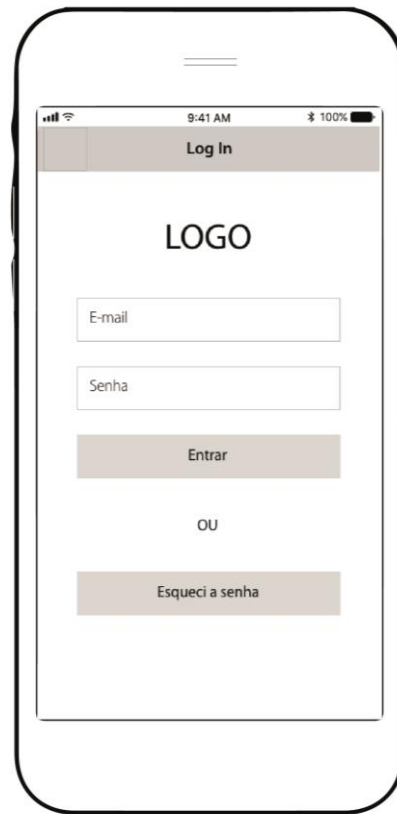 9:41 AM
100%
Log In
LOGO
E-mail
Senha
Entrar
OU
Esqueci a senha